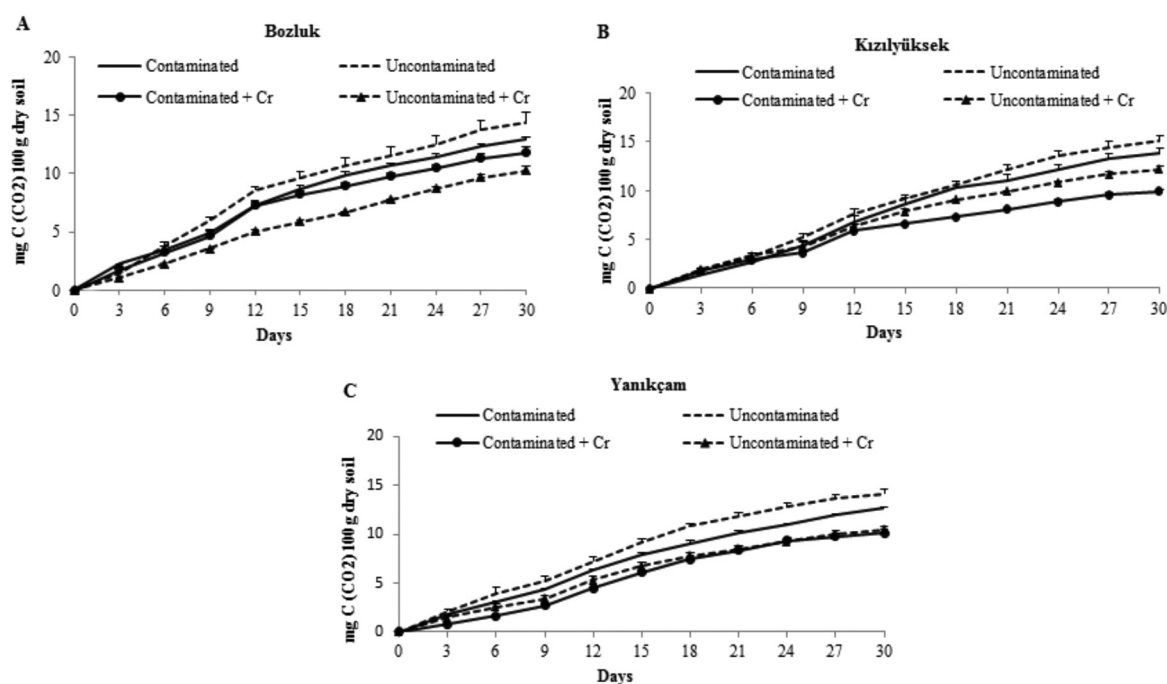 A
Bozluk
mg C (CO2) 100 g dry soil
20
15
10
5
0
Contaminated
Uncontaminated
Contaminated + Cr
Uncontaminated + Cr
0 3 6 9 12 15 18 21 24 27 30
Days
B
Kızılyüksek
mg C (CO2) 100 g dry soil
20
15
10
5
0
Contaminated
Uncontaminated
Contaminated + Cr
Uncontaminated + Cr
0 3 6 9 12 15 18 21 24 27 30
Days
C
Yanıkçam
mg C (CO2) 100 g dry soil
20
15
10
5
0
Contaminated
Uncontaminated
Contaminated + Cr
Uncontaminated + Cr
0 3 6 9 12 15 18 21 24 27 30
Days